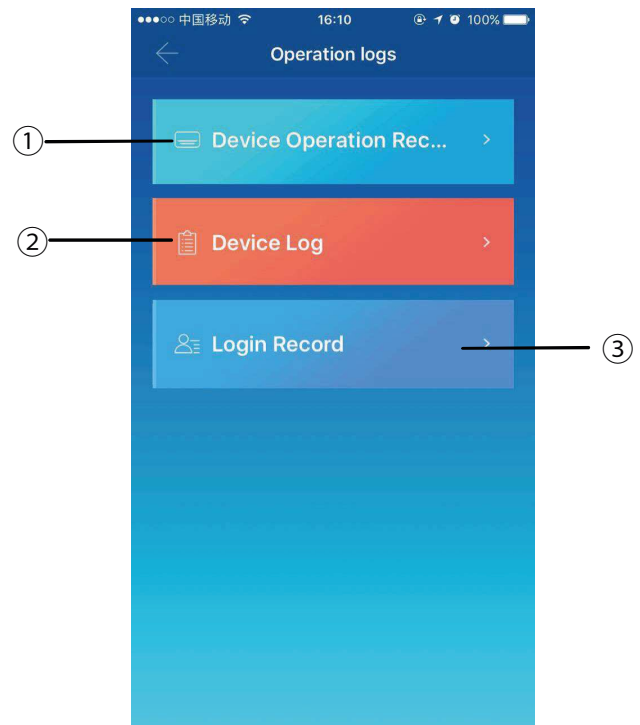 中国移动 16:10 100%
Operation logs
① Device Operation Rec...
② Device Log
Login Record ③